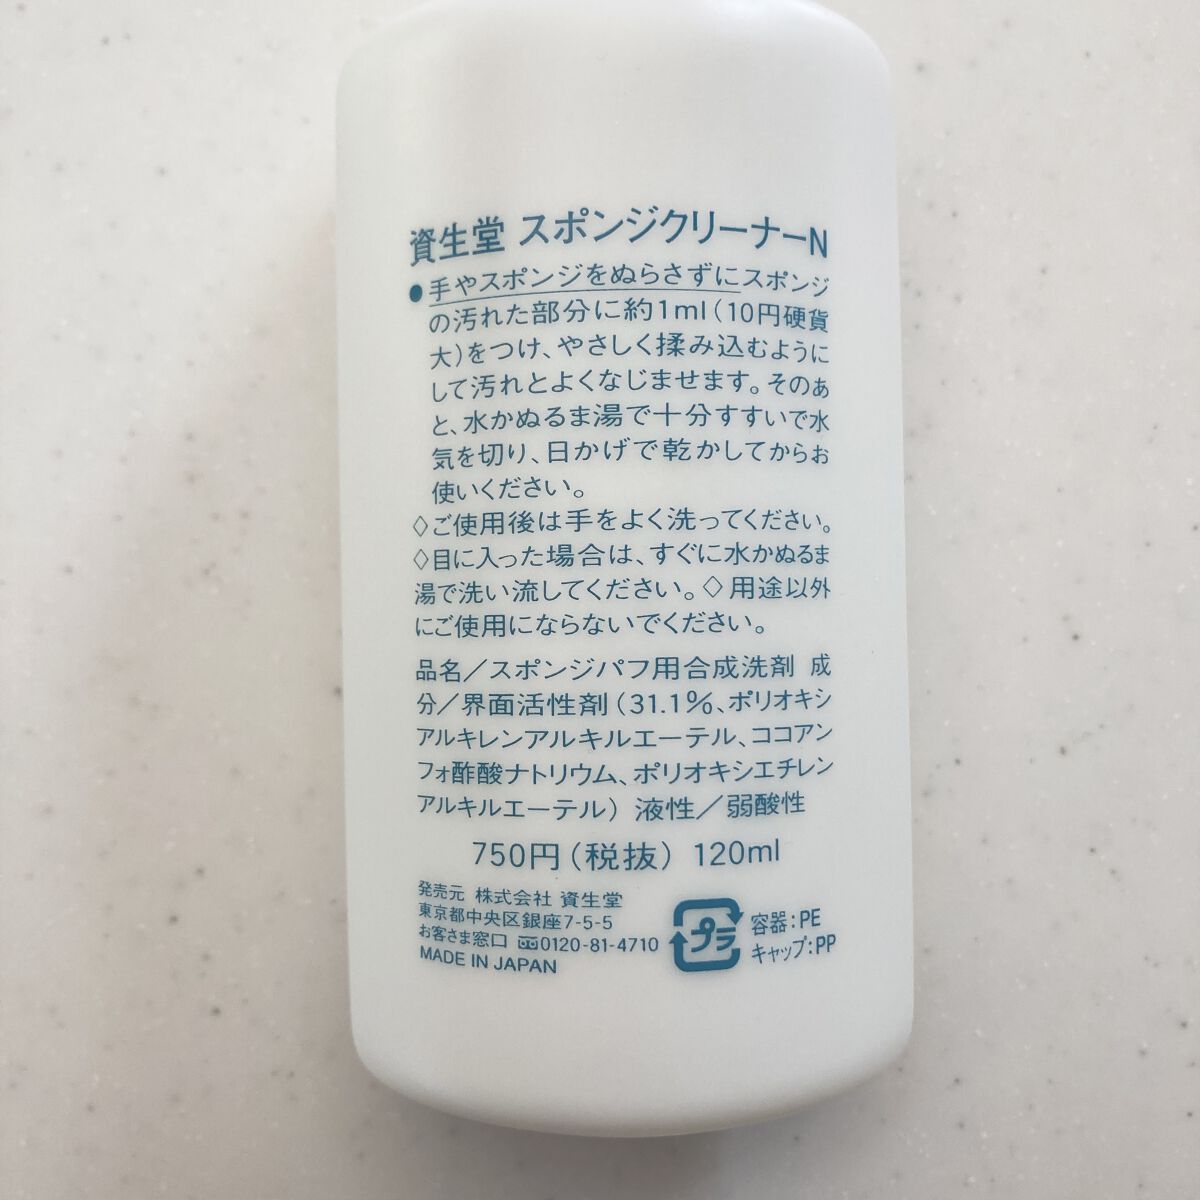 資生堂 スポンジクリーナーN
●手やスポンジをぬらさずにスポンジ
の汚れた部分に約1ml(10円硬貨
大)をつけ、やさしく揉み込むように
して汚れとよくなじませます。そのあ
と、水かぬるま湯で十分すすいで水
気を切り、日かげで乾かしてからお
使いください。
◇ご使用後は手をよく洗ってください。
◇目に入った場合は、すぐに水かぬるま
湯で洗い流してください。◇用途以外
にご使用にならないでください。
品名/スポンジパフ用合成洗剤 成
分/界面活性剤(31.1%、ポリオキシ
アルキレンアルキルエーテル、ココアン
フォ酢酸ナトリウム、ポリオキシエチレン
アルキルエーテル) 液性/弱酸性
750円(税抜) 120ml
発売元 株式会社 資生堂
東京都中央区銀座7-5-5
お客さま窓口 0120-81-4710
MADE IN JAPAN
プラ
容器:PE
キャップ:PP